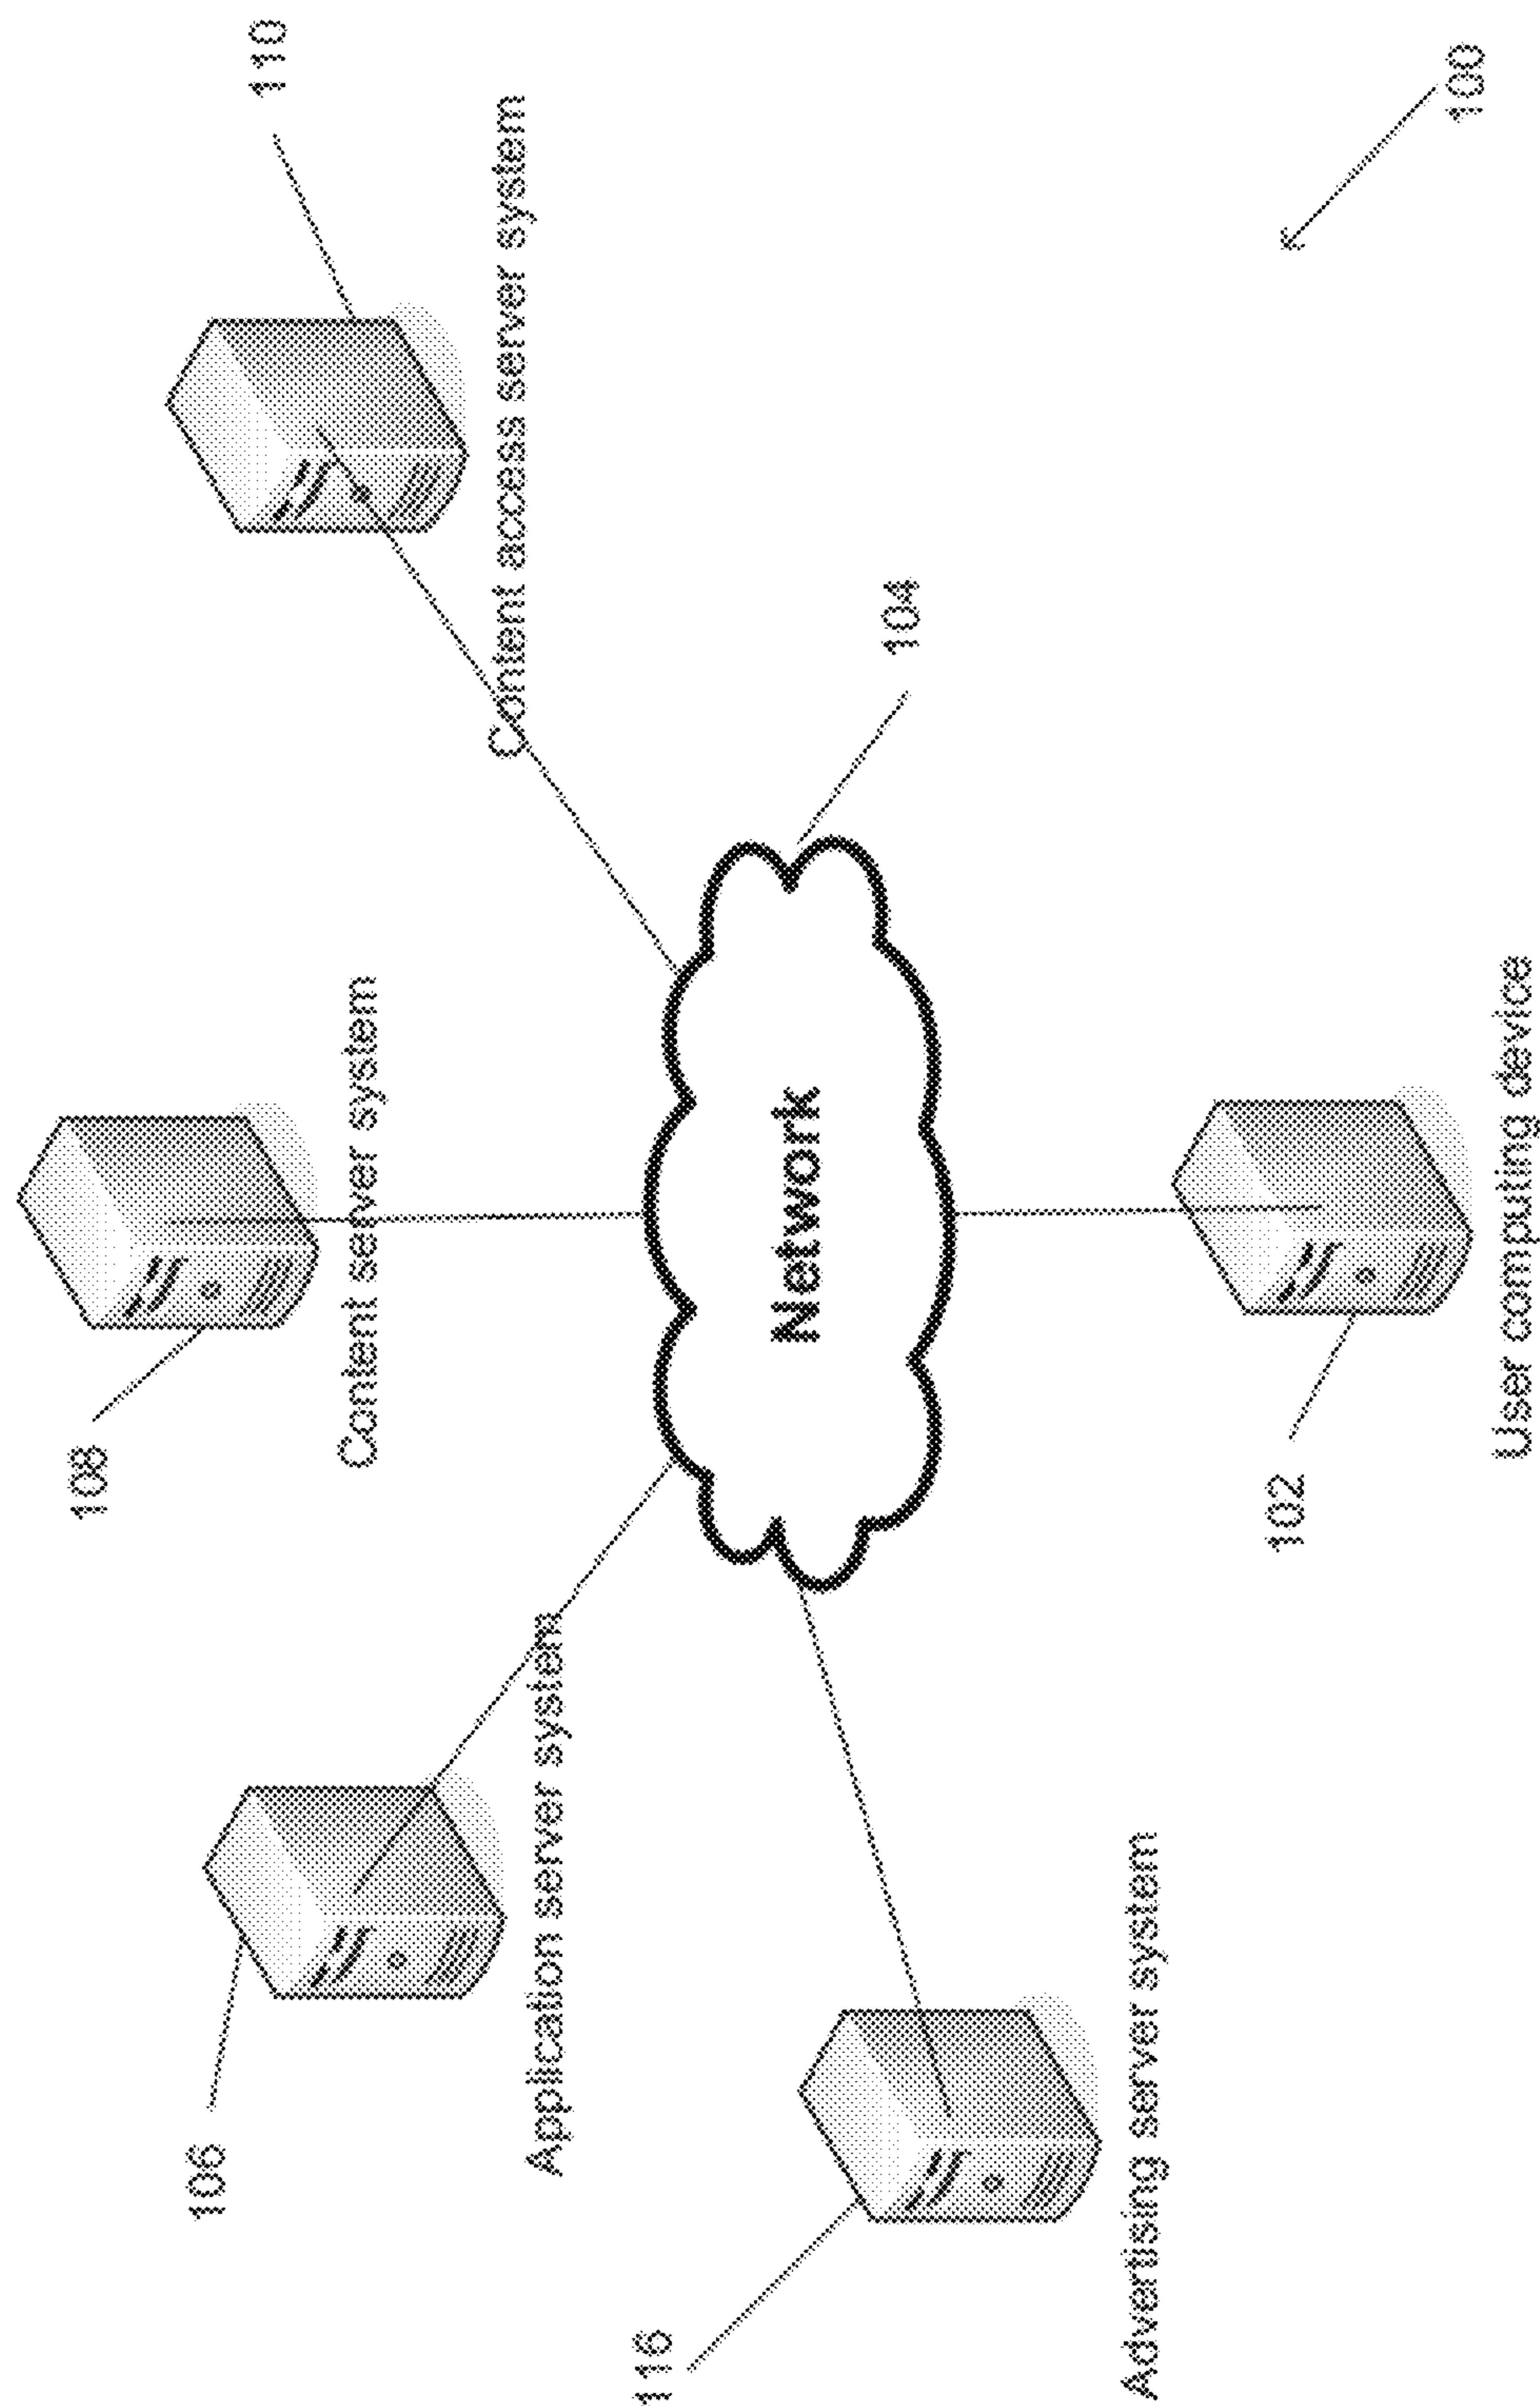 108
106
110
Content server system
Content access server system
Application server system
116
Network
104
Advertising server system
102
100
User computing device